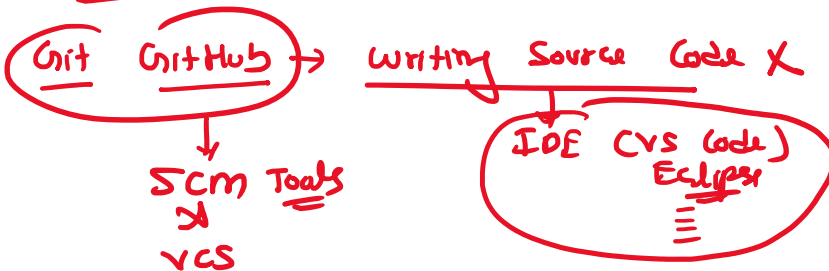 Git GitHub → Writing Source Code X
IDE (VS Code)
Eclipse
SCM Tools
VCS